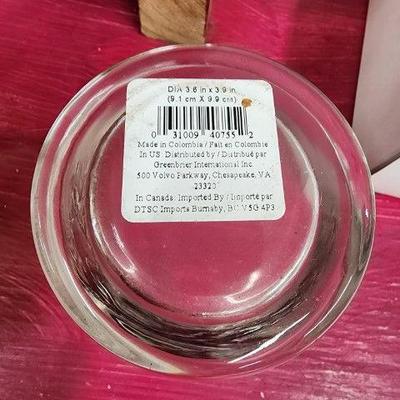 DIA 3.6 in x 3.9 in
(9.1 cm X 9.9 cm)
0 31009 40755 2
Made in Colombia / Fait en Colombie
In US: Distributed by / Distribué par
Greenbrier International Inc
500 Volvo Parkway, Chesapeake, VA
23320
In Canada: Imported By / Importé par
DTSC Imports Burnaby, BC V5G 4P3